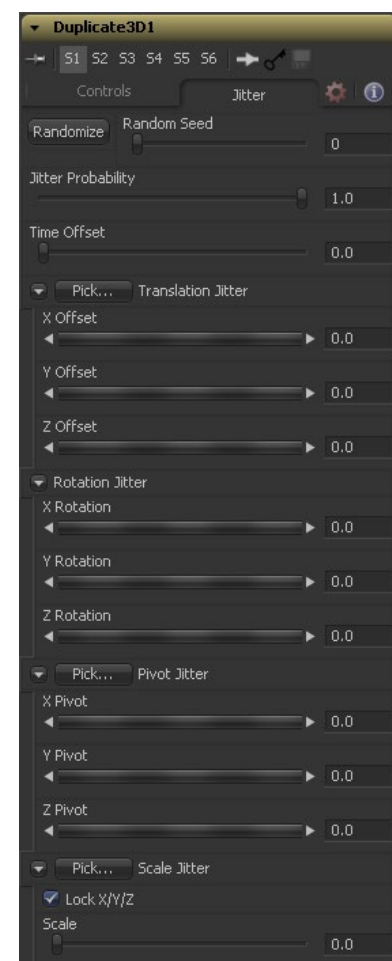 Duplicate3D1
S1 S2 S3 S4 S5 S6
Controls Jitter
Randomize Random Seed
0
Jitter Probability
1.0
Time Offset
0.0
Pick... Translation Jitter
X Offset
0.0
Y Offset
0.0
Z Offset
0.0
Rotation Jitter
X Rotation
0.0
Y Rotation
0.0
Z Rotation
0.0
Pick... Pivot Jitter
X Pivot
0.0
Y Pivot
0.0
Z Pivot
0.0
Pick... Scale Jitter
Lock X/Y/Z
Scale
0.0